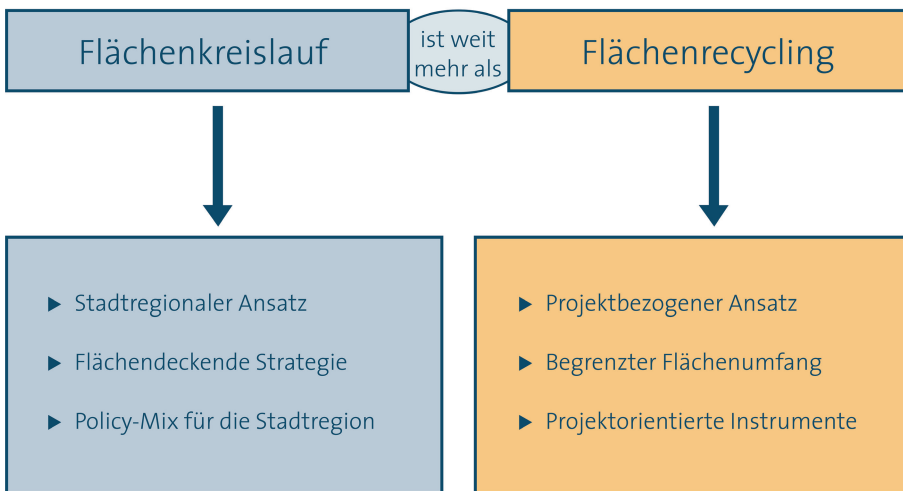 Flächenkreislauf
ist weit
mehr als
Flächenrecycling
▶ Stadtregionaler Ansatz
▶ Flächendeckende Strategie
▶ Policy-Mix für die Stadtregion
▶ Projektbezogener Ansatz
▶ Begrenzter Flächenumfang
▶ Projektorientierte Instrumente